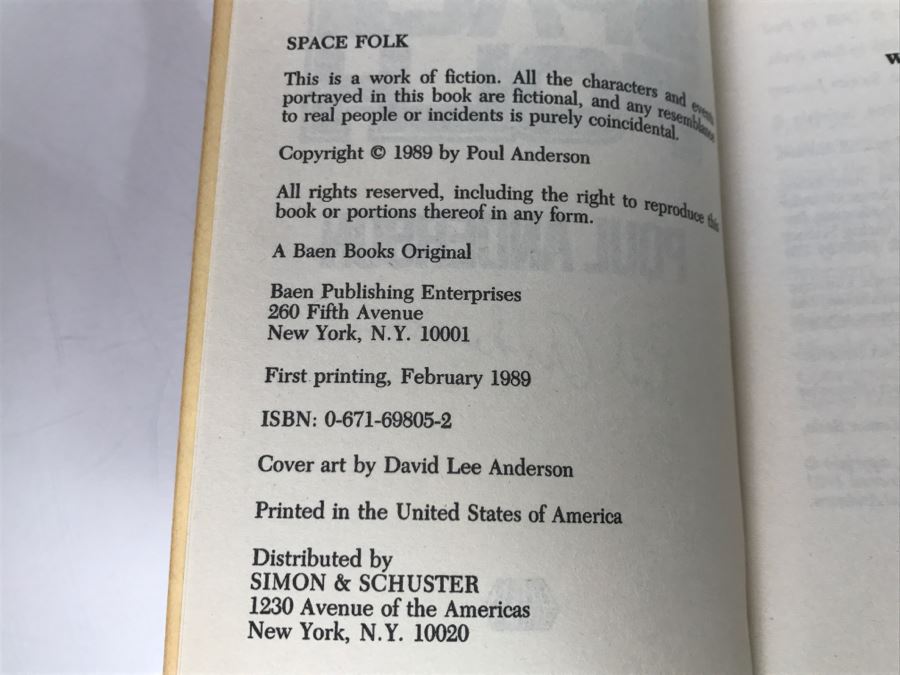 SPACE FOLK
This is a work of fiction. All the characters and events
portrayed in this book are fictional, and any resemblance
to real people or incidents is purely coincidental.
Copyright © 1989 by Poul Anderson
All rights reserved, including the right to reproduce this
book or portions thereof in any form.
A Baen Books Original
Baen Publishing Enterprises
260 Fifth Avenue
New York, N.Y. 10001
First printing, February 1989
ISBN: 0-671-69805-2
Cover art by David Lee Anderson
Printed in the United States of America
Distributed by
SIMON & SCHUSTER
1230 Avenue of the Americas
New York, N.Y. 10020